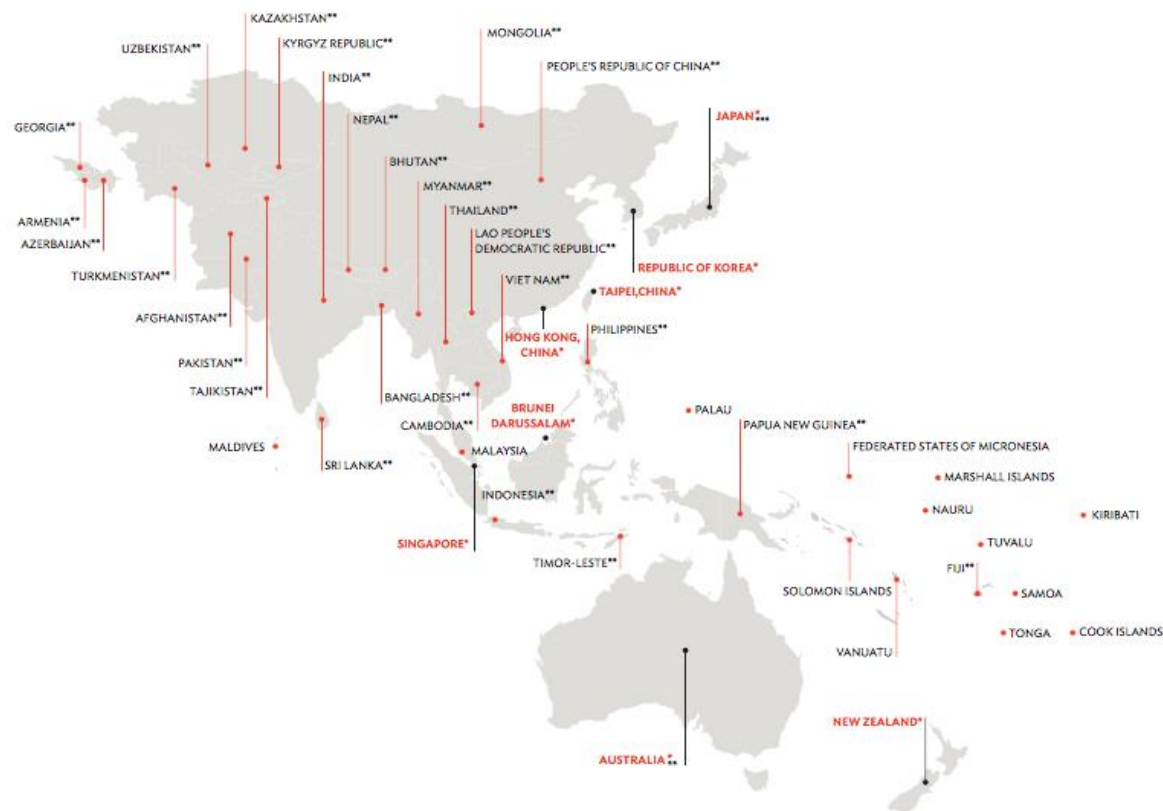 KAZAKHSTAN**
MONGOLIA**
UZBEKISTAN**
KYRGYZ REPUBLIC**
PEOPLE'S REPUBLIC OF CHINA**
INDIA**
JAPAN* ***
NEPAL**
GEORGIA**
BHUTAN**
MYANMAR**
THAILAND**
ARMENIA**
LAO PEOPLE'S
DEMOCRATIC REPUBLIC**
AZERBAIJAN**
REPUBLIC OF KOREA*
TURKMENISTAN**
VIET NAM**
TAIPEI,CHINA*
AFGHANISTAN**
PHILIPPINES**
HONG KONG,
CHINA*
PAKISTAN**
TAJIKISTAN**
BANGLADESH**
BRUNEI
DARUSSALAM*
PALAU
CAMBODIA**
PAPUA NEW GUINEA**
MALDIVES
MALAYSIA
FEDERATED STATES OF MICRONESIA
SRI LANKA**
MARSHALL ISLANDS
INDONESIA**
NAURU
KIRIBATI
SINGAPORE*
TUVALU
TIMOR-LESTE**
FIJI**
SOLOMON ISLANDS
SAMOA
TONGA
COOK ISLANDS
VANUATU
NEW ZEALAND*
AUSTRALIA* **